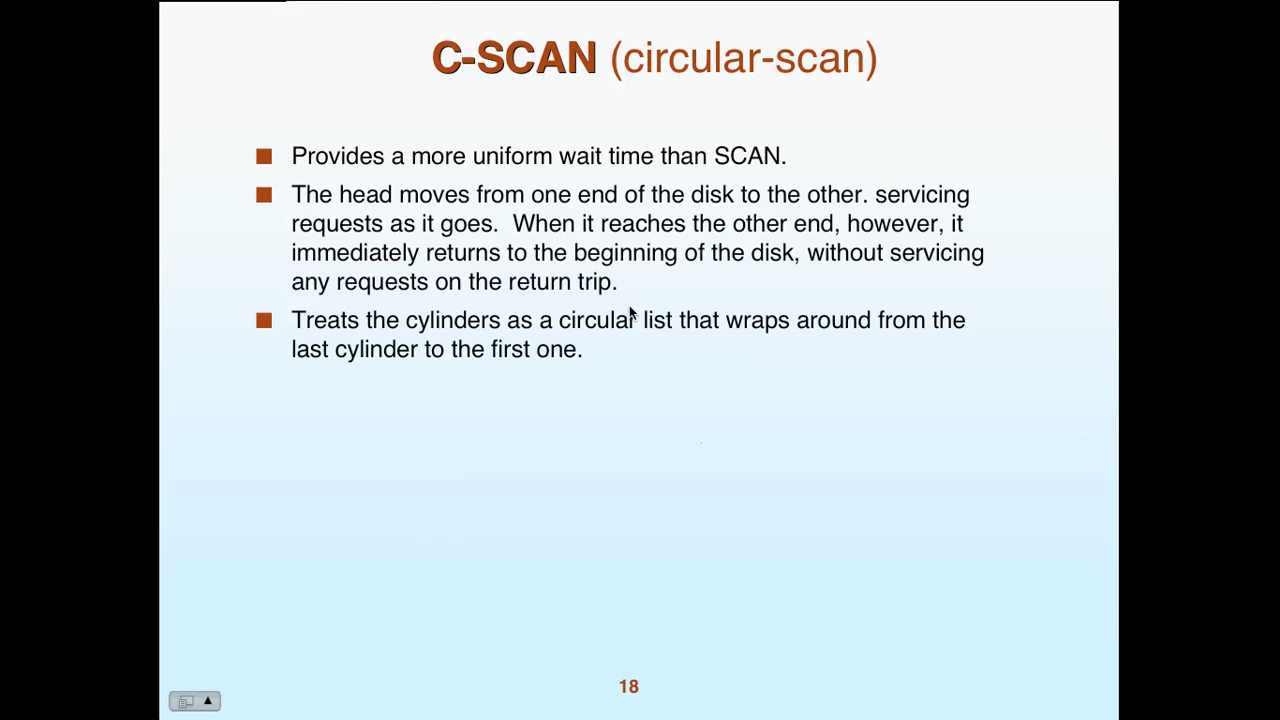 C-SCAN (circular-scan)
Provides a more uniform wait time than SCAN.
The head moves from one end of the disk to the other. servicing
requests as it goes.  When it reaches the other end, however, it
immediately returns to the beginning of the disk, without servicing
any requests on the return trip.
Treats the cylinders as a circular list that wraps around from the
last cylinder to the first one.
18